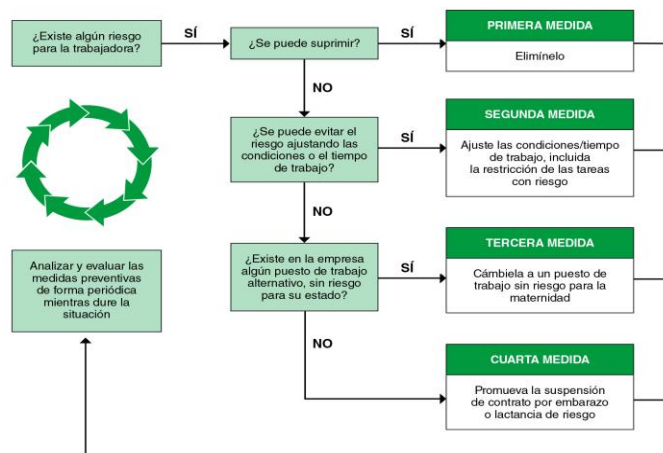 ¿Existe algún riesgo
para la trabajadora?
SÍ
¿Se puede suprimir?
SÍ
PRIMERA MEDIDA
Elimínelo
NO
¿Se puede evitar el
riesgo ajustando las
condiciones o el tiempo
de trabajo?
SÍ
SEGUNDA MEDIDA
Ajuste las condiciones/tiempo
de trabajo, incluida
la restricción de las tareas
con riesgo
NO
¿Existe en la empresa
algún puesto de trabajo
alternativo, sin riesgo
para su estado?
SÍ
TERCERA MEDIDA
Cámbiela a un puesto de
trabajo sin riesgo para la
maternidad
NO
CUARTA MEDIDA
Promueva la suspensión
de contrato por embarazo
o lactancia de riesgo
Analizar y evaluar las
medidas preventivas
de forma periódica
mientras dure la
situación